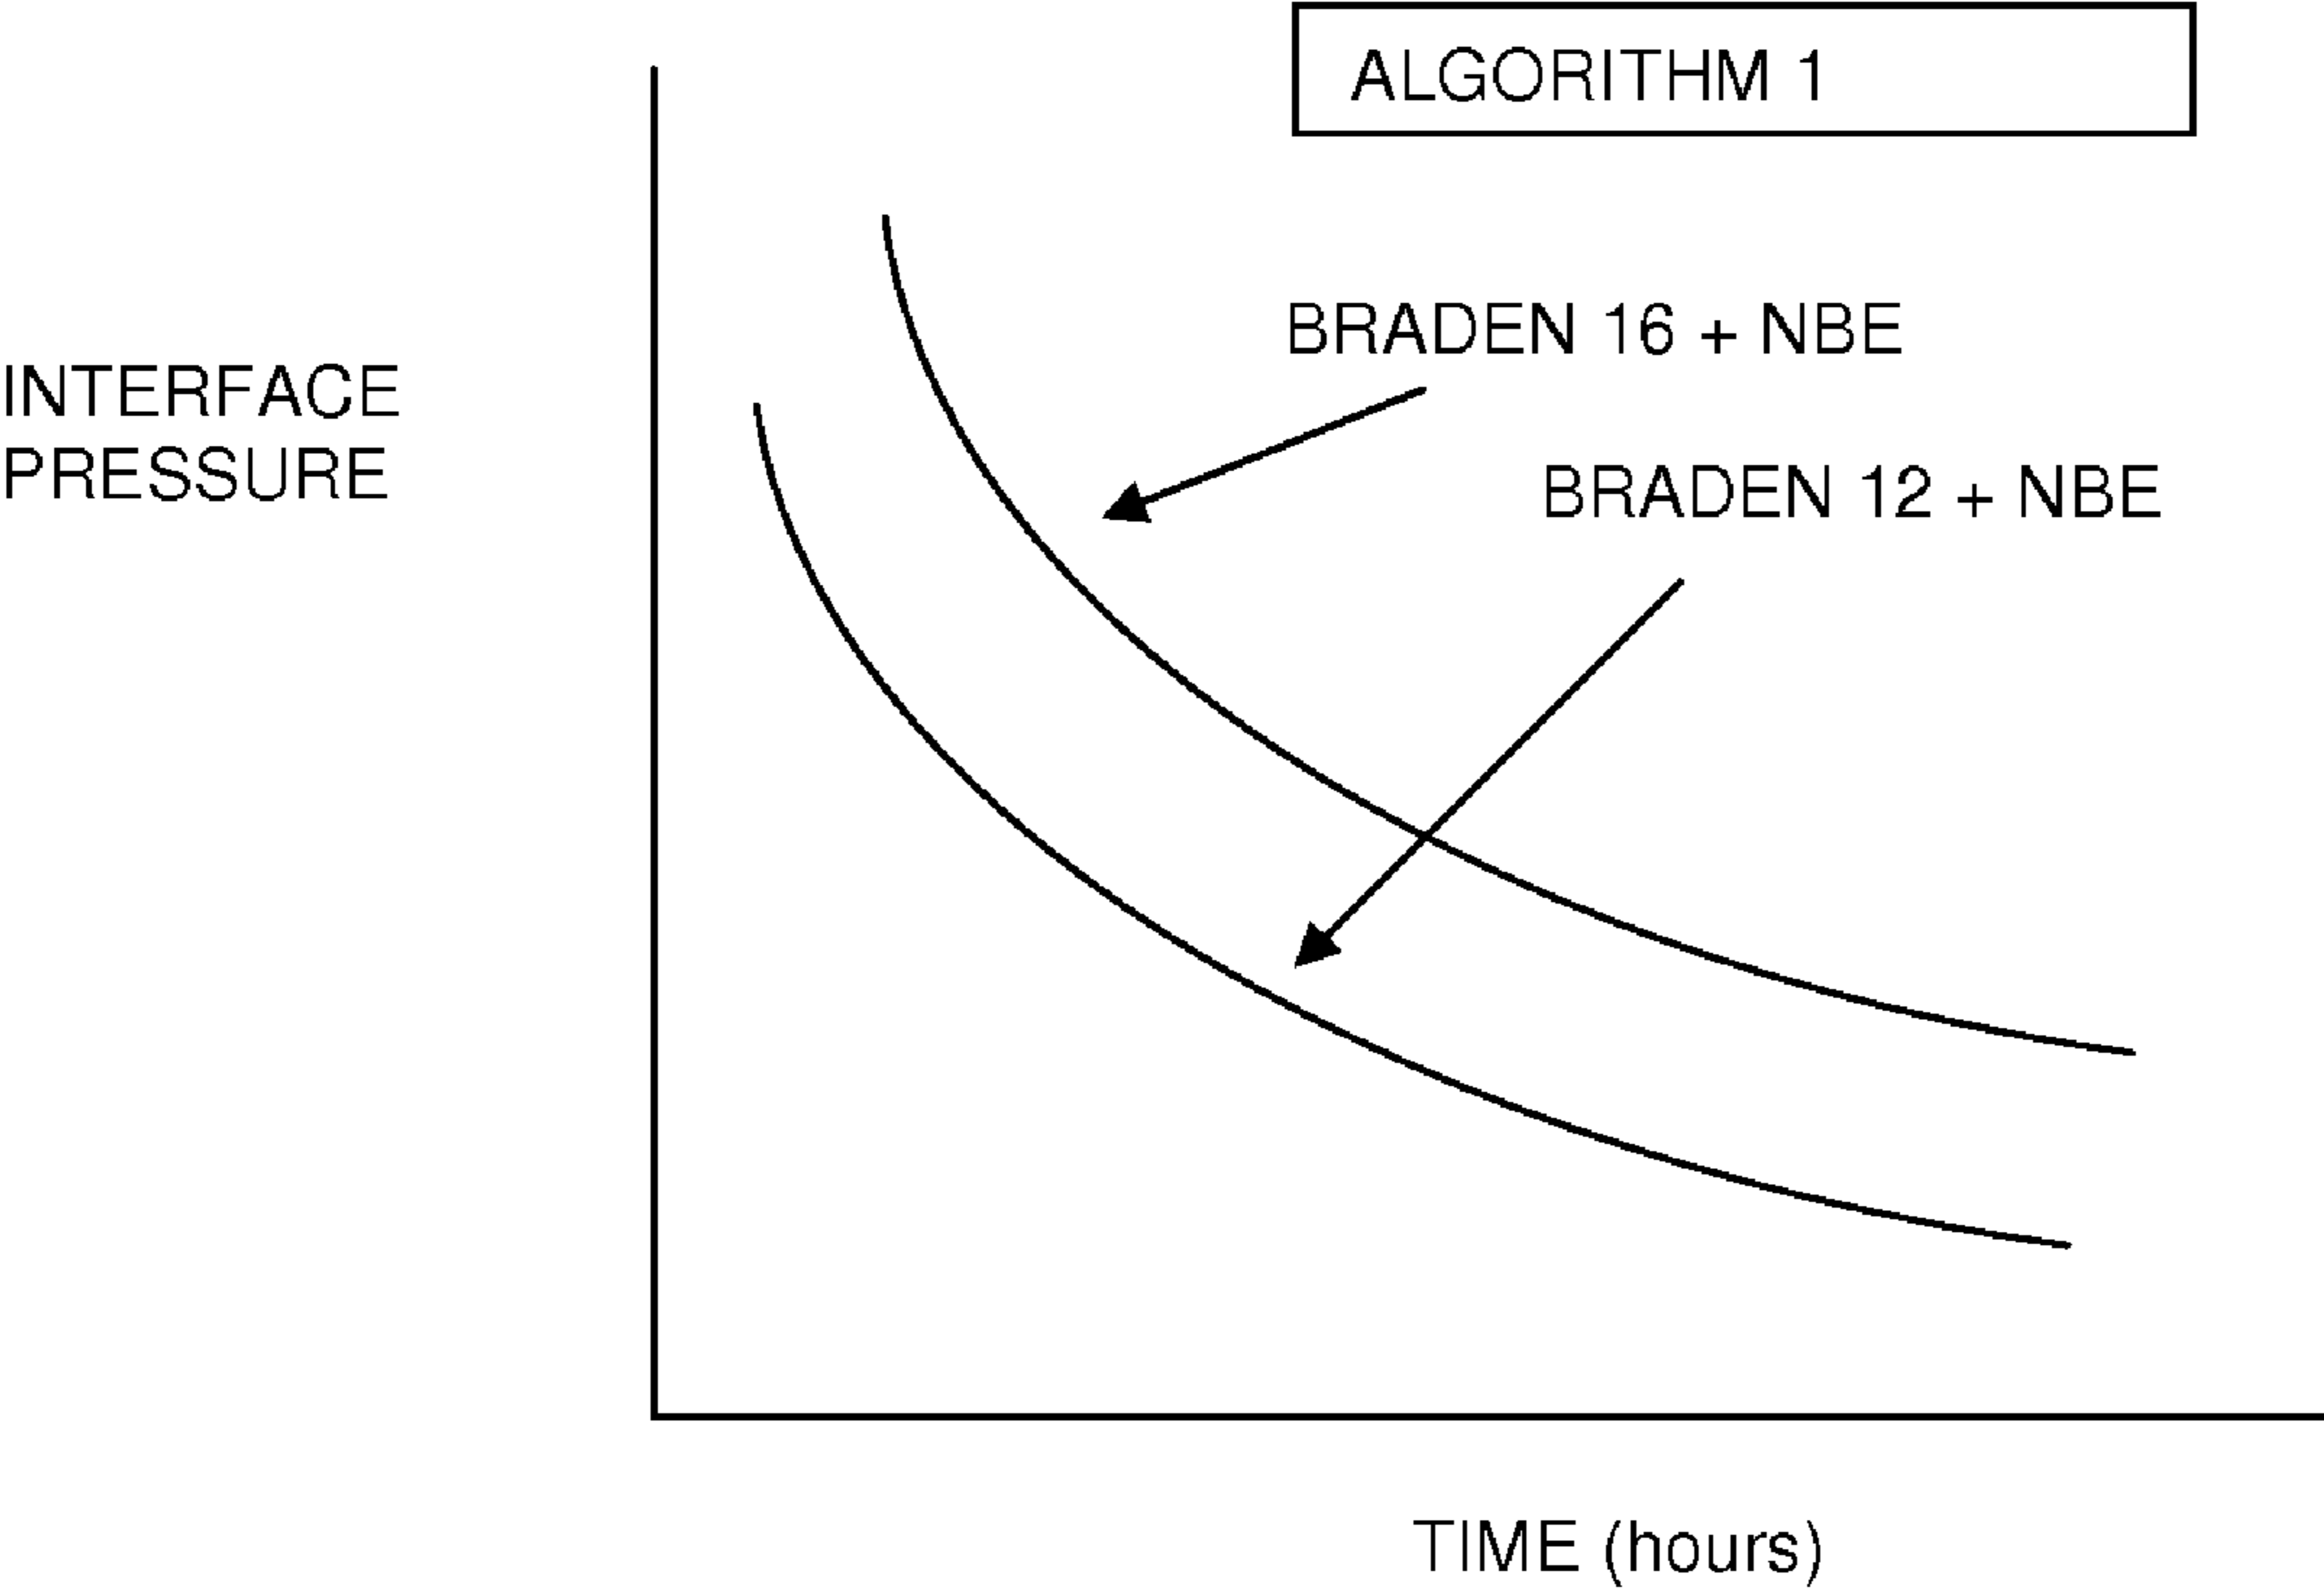 ALGORITHM 1
BRADEN 16 + NBE
INTERFACE
PRESSURE
BRADEN 12 + NBE
TIME (hours)